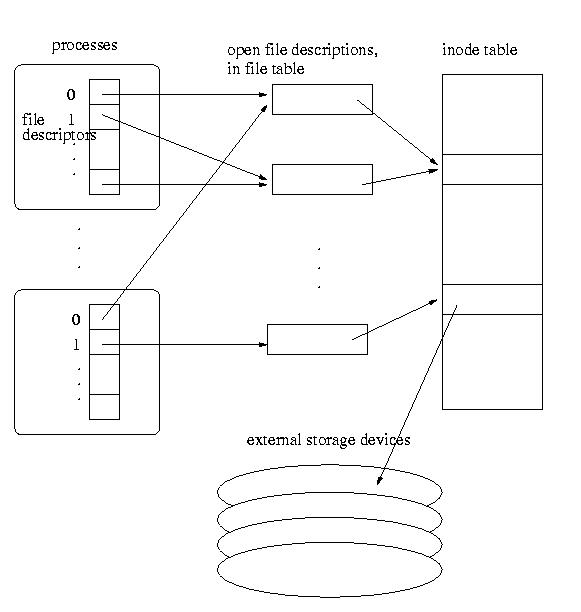 processes
open file descriptions,
in file table
inode table
0
file
1
descriptors
0
1
external storage devices